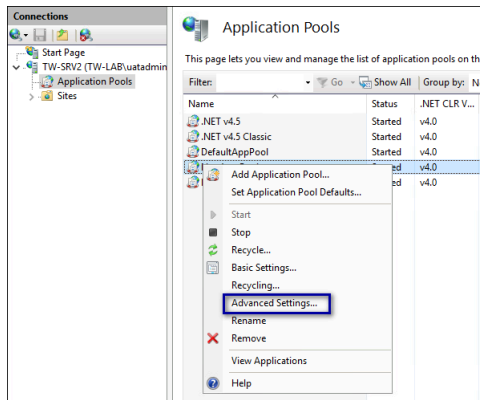 Connections
Start Page
TW-SRV2 (TW-LAB\uatadmin
Application Pools
Sites
Application Pools
This page lets you view and manage the list of application pools on th
Filter: Go Show All Group by: N
Name Status .NET CLR V...
.NET v4.5 Started v4.0
.NET v4.5 Classic Started v4.0
DefaultAppPool Started v4.0
v4.0
ed v4.0
Add Application Pool...
Set Application Pool Defaults...
Start
Stop
Recycle...
Basic Settings...
Recycling...
Advanced Settings...
Rename
Remove
View Applications
Help